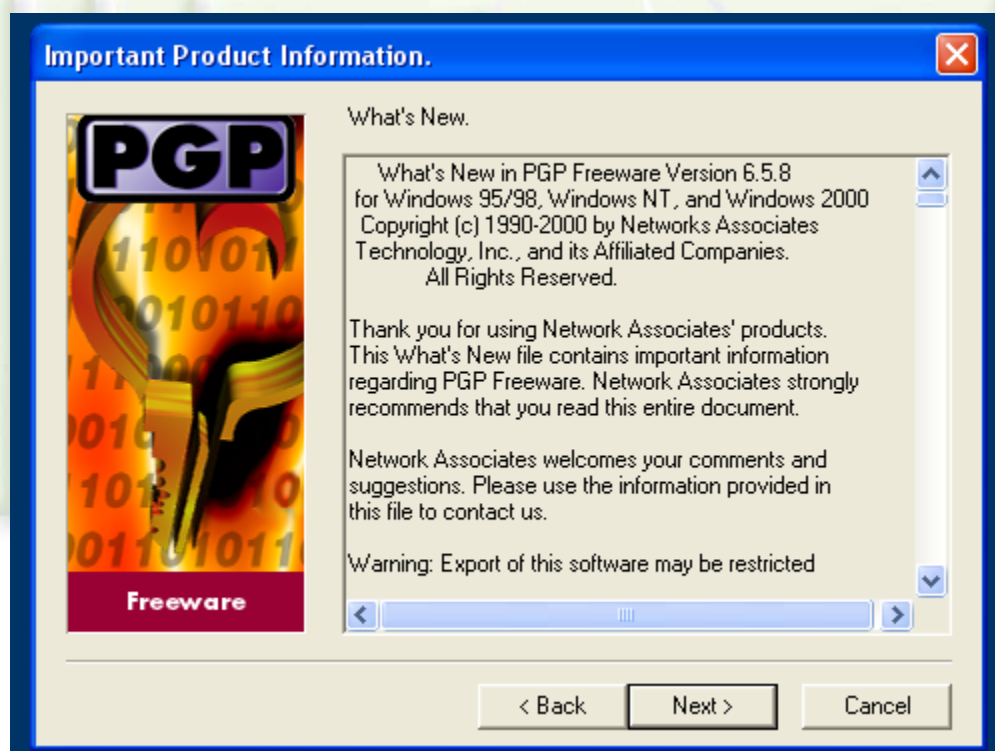 Important Product Information.
PGP
1101011
0010110
Freeware
What's New.
What's New in PGP Freeware Version 6.5.8
for Windows 95/98, Windows NT, and Windows 2000
Copyright (c) 1990-2000 by Networks Associates
Technology, Inc., and its Affiliated Companies.
All Rights Reserved.
Thank you for using Network Associates' products.
This What's New file contains important information
regarding PGP Freeware. Network Associates strongly
recommends that you read this entire document.
Network Associates welcomes your comments and
suggestions. Please use the information provided in
this file to contact us.
Warning: Export of this software may be restricted
< Back
Next >
Cancel